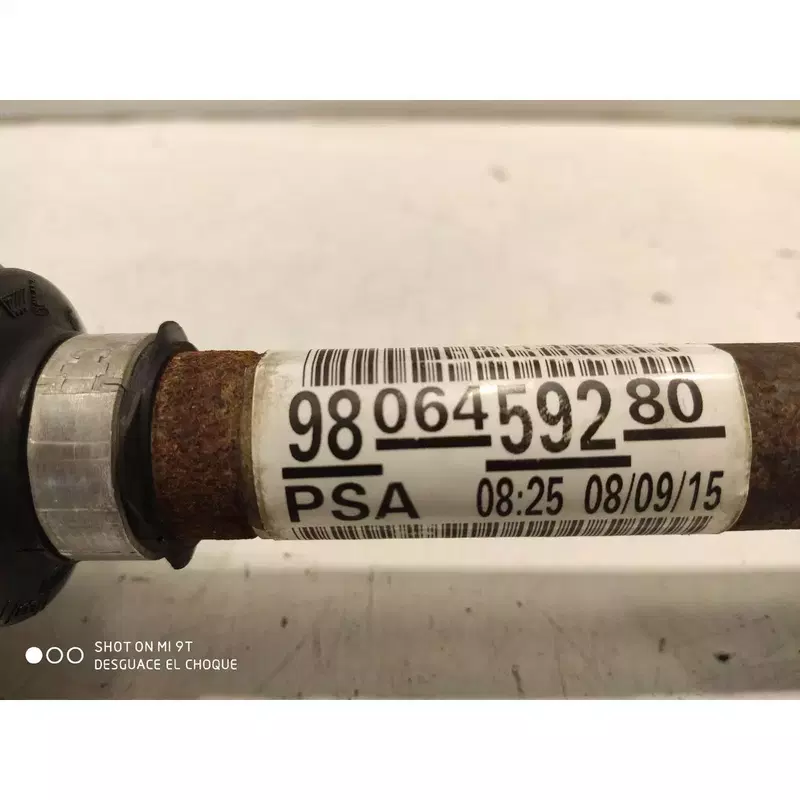 98 064 592 80
PSA 08:25 08/09/15
SHOT ON MI 9T
DESGUACE EL CHOQUE